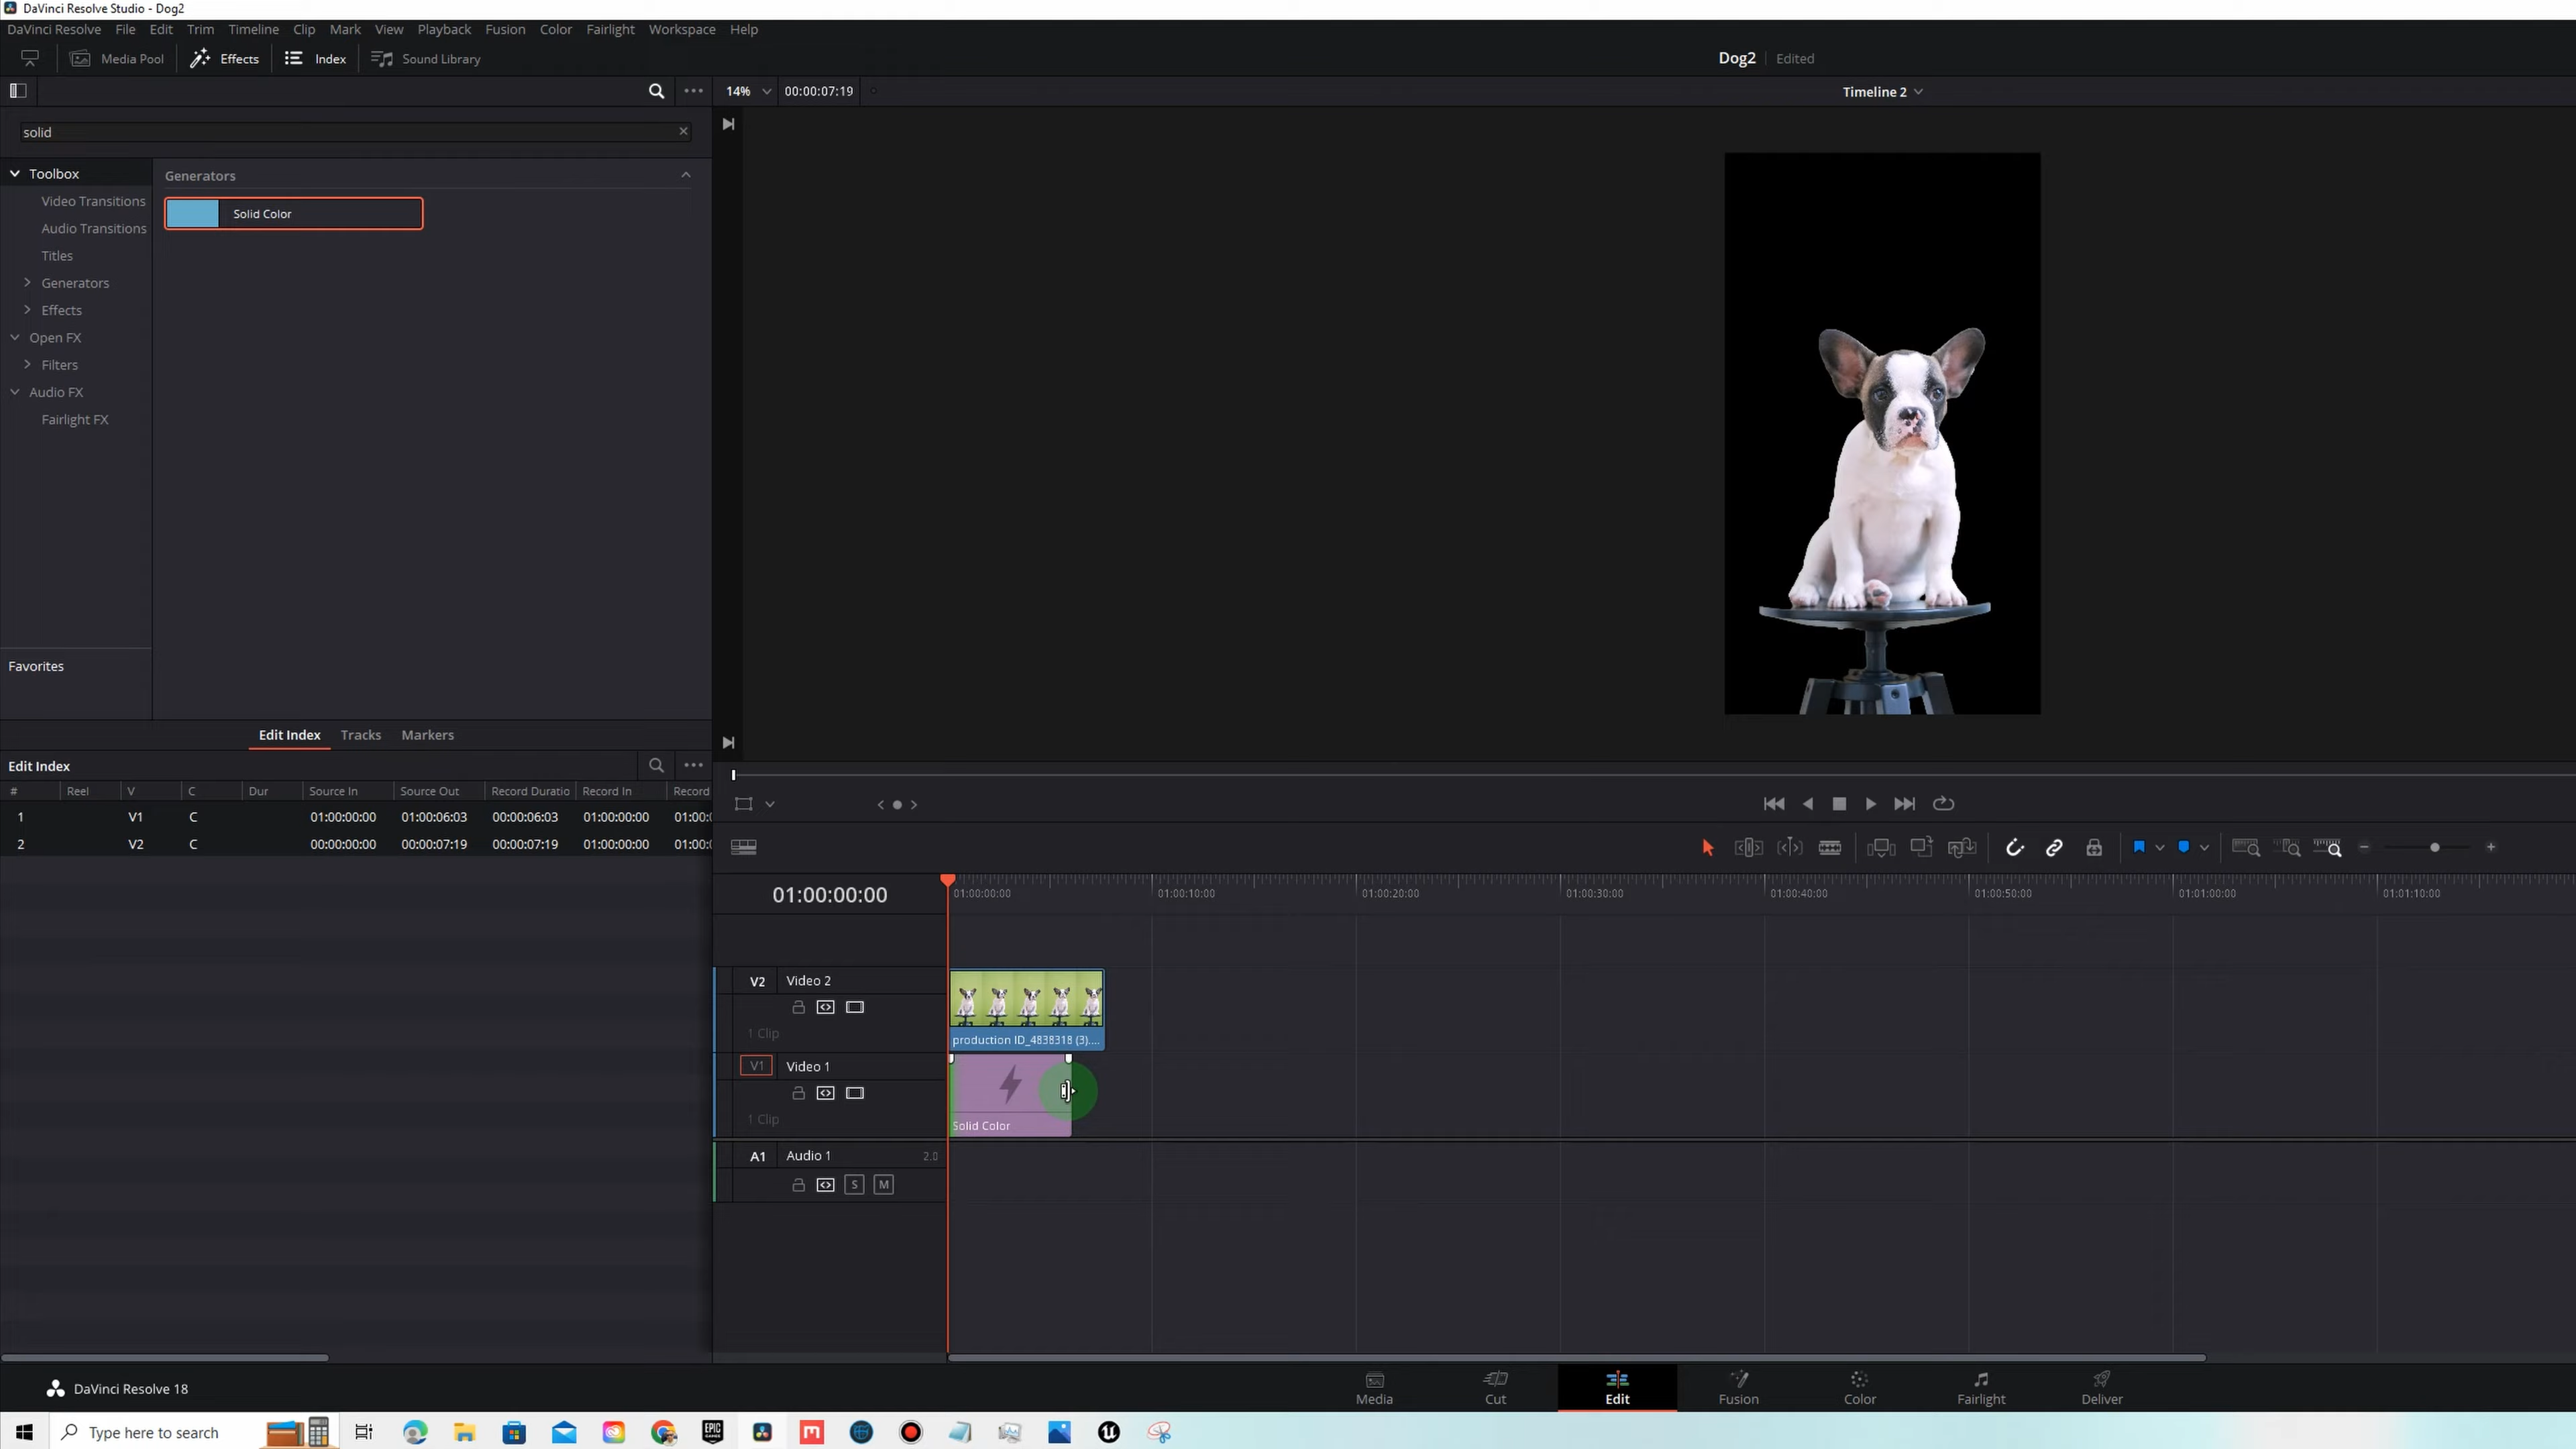 DaVinci Resolve Studio - Dog2
DaVinci Resolve File Edit Trim Timeline Clip Mark View Playback Fusion Color Fairlight Workspace Help
Media Pool Effects Index Sound Library Dog2 Edited
14% 00:00:07:19 Timeline 2
solid
Toolbox
Generators
Video Transitions
Solid Color
Audio Transitions
Titles
Generators
Effects
Open FX
Filters
Audio FX
Fairlight FX
Favorites
Edit Index Tracks Markers
Edit Index
# Reel V C Dur Source In Source Out Record Duratio Record In Record
1 V1 C 01:00:00:00 01:00:06:03 00:00:06:03 01:00:00:00 01:00:
2 V2 C 00:00:00:00 00:00:07:19 00:00:07:19 01:00:00:00 01:00:
01:00:00:00 01:00:00:00 01:00:10:00 01:00:20:00 01:00:30:00 01:00:40:00 01:00:50:00 01:01:00:00 01:01:10:00
V2 Video 2
1 Clip
production ID_4838318 (3)....
V1 Video 1
1 Clip
Solid Color
A1 Audio 1 2.0
S M
DaVinci Resolve 18
Media Cut Edit Fusion Color Fairlight Deliver
Type here to search
EPIC GAMES